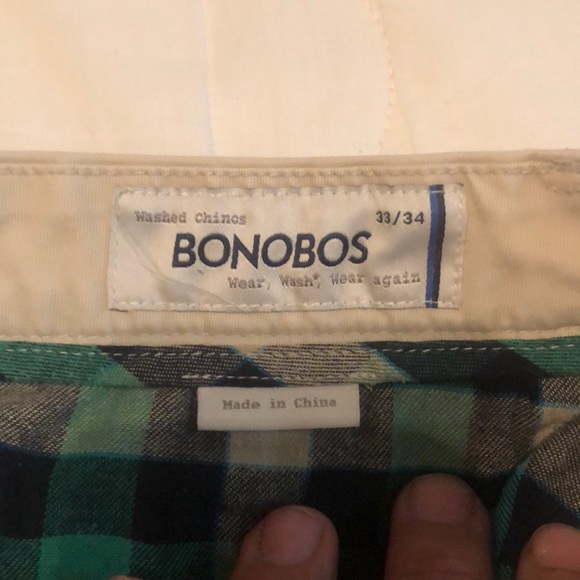 Washed Chinos 33/34
BONOBOS
Wear, Wash*, Wear again
Made in China